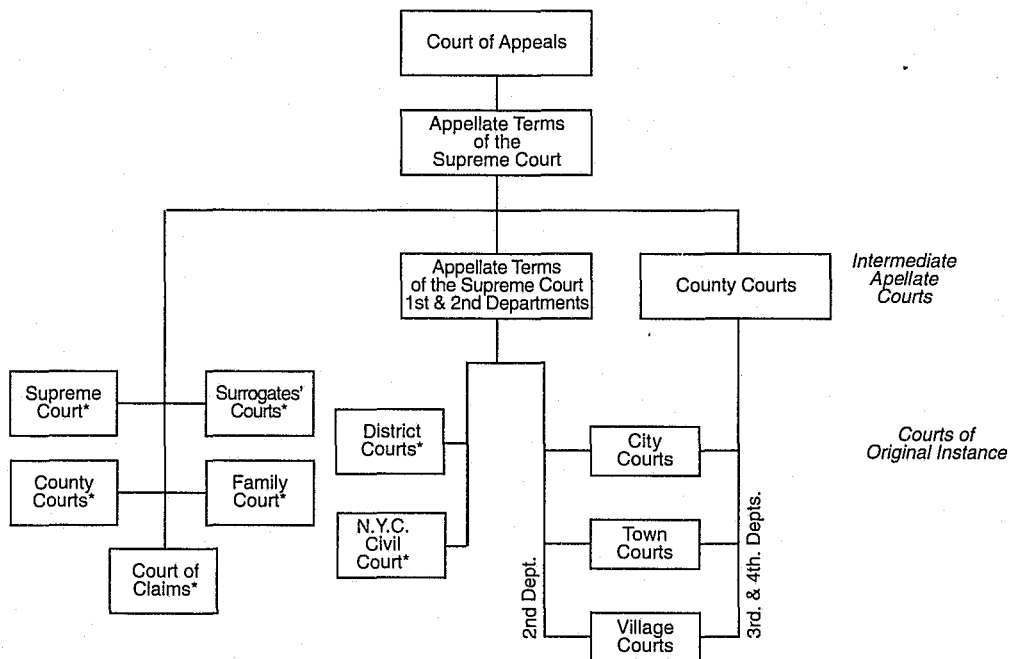 Court of Appeals
Appellate Terms
of the
Supreme Court
Appellate Terms
of the Supreme Court
1st & 2nd Departments
County Courts
Intermediate
Apellate
Courts
Supreme
Court*
Surrogates'
Courts*
District
Courts*
City
Courts
Courts of
Original Instance
County
Courts*
Family
Court*
N.Y.C.
Civil
Court*
Town
Courts
Court of
Claims*
2nd Dept.
Village
Courts
3rd. & 4th. Depts.